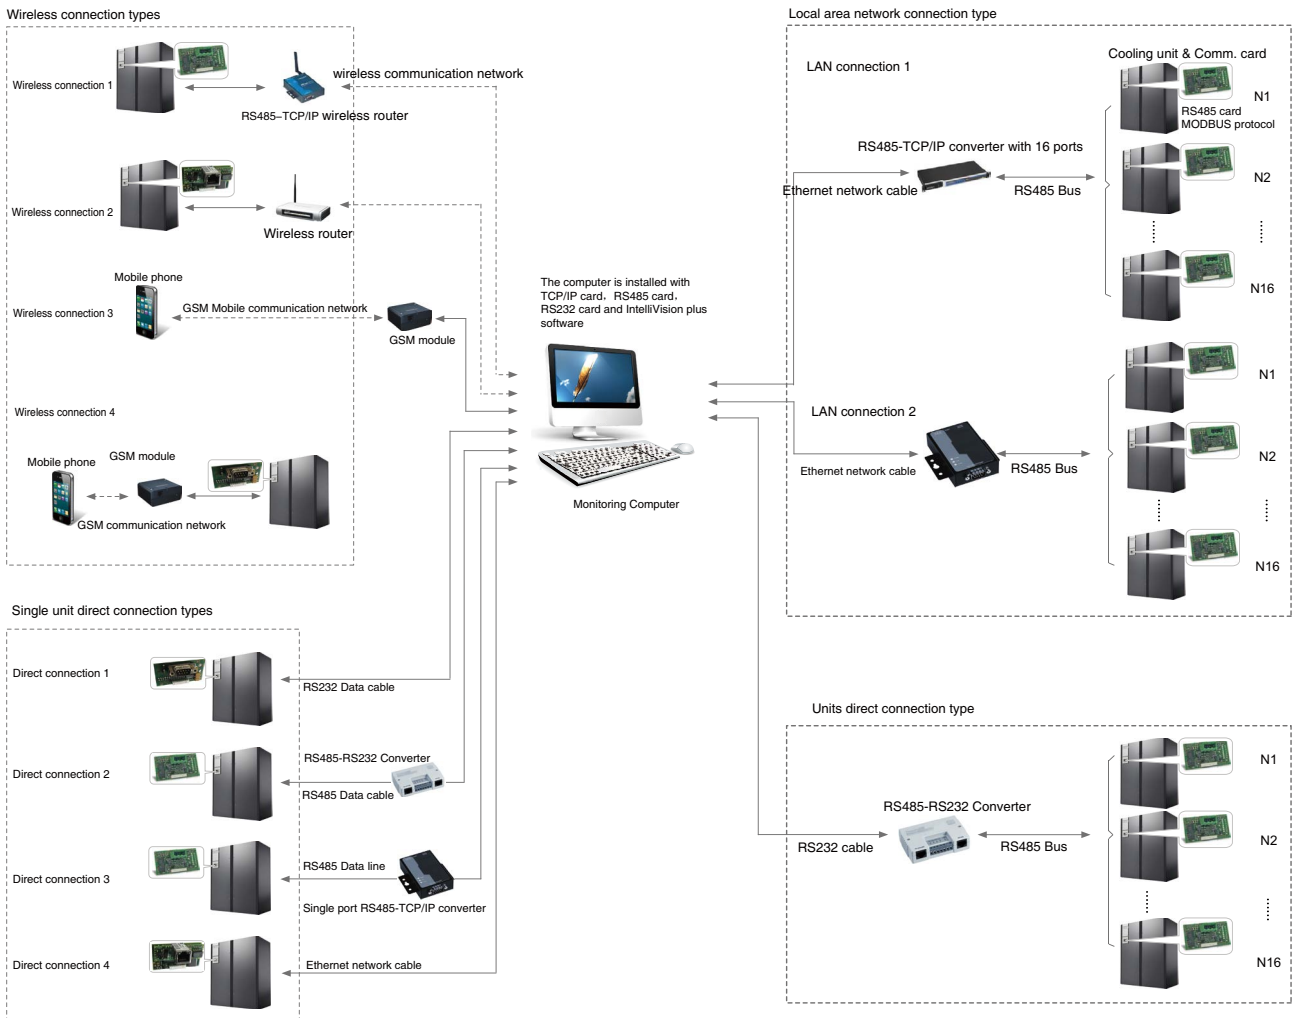 Wireless connection types
Wireless connection 1
wireless communication network
RS485–TCP/IP wireless router
Wireless connection 2
Wireless router
Mobile phone
Wireless connection 3
GSM Mobile communication network
GSM module
Wireless connection 4
Mobile phone
GSM module
GSM communication network
Single unit direct connection types
Direct connection 1
RS232 Data cable
Direct connection 2
RS485-RS232 Converter
RS485 Data cable
Direct connection 3
RS485 Data line
Single port RS485-TCP/IP converter
Direct connection 4
Ethernet network cable
The computer is installed with
TCP/IP card，RS485 card，
RS232 card and IntelliVision plus
software
Monitoring Computer
Local area network connection type
LAN connection 1
Cooling unit & Comm. card
N1
RS485 card
MODBUS protocol
RS485-TCP/IP converter with 16 ports
Ethernet network cable
RS485 Bus
N2
N16
LAN connection 2
Ethernet network cable
RS485 Bus
N1
N2
N16
Units direct connection type
RS485-RS232 Converter
RS232 cable
RS485 Bus
N1
N2
N16